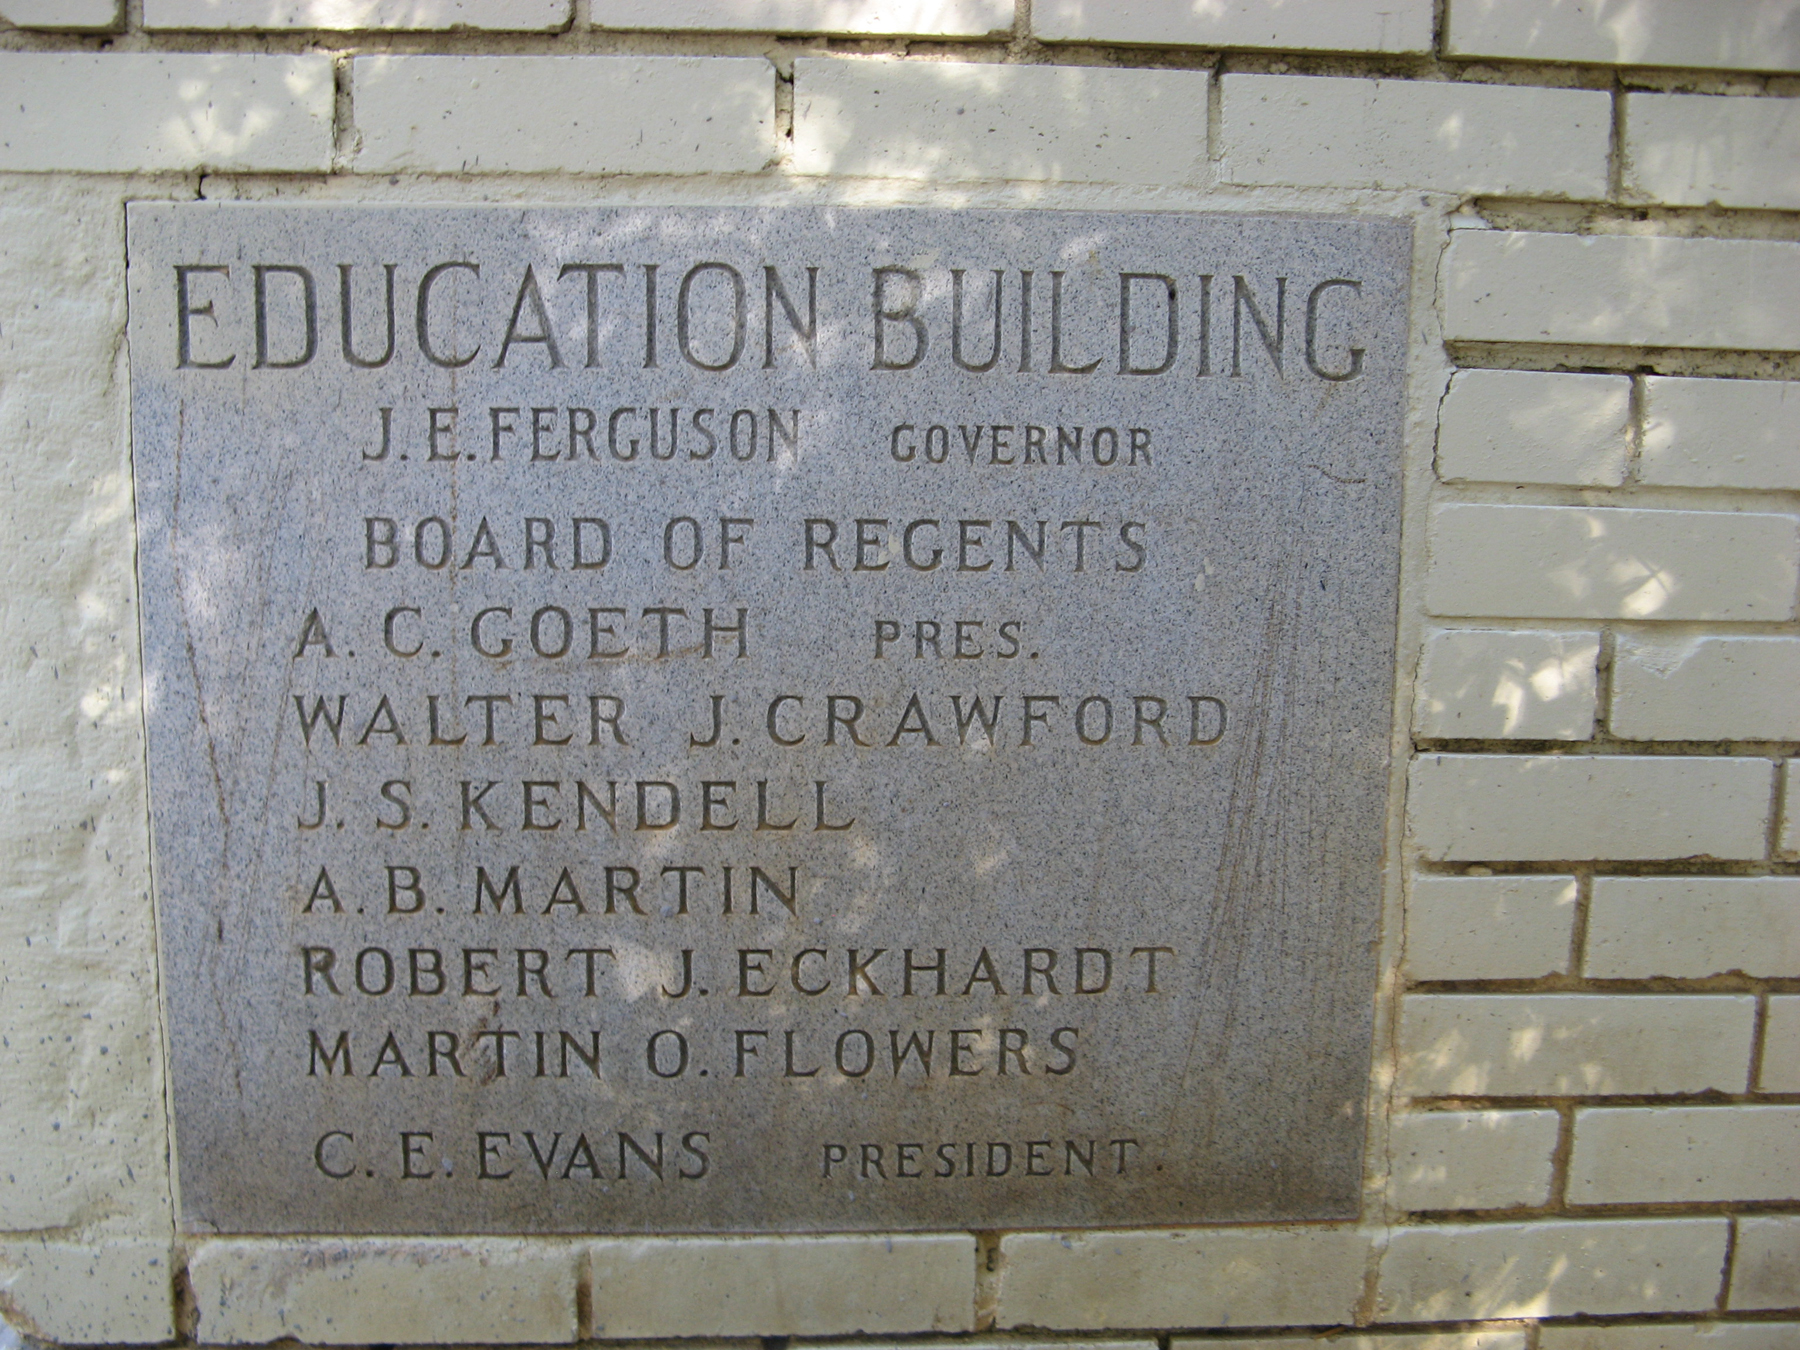 EDUCATION BUILDING
J. E. FERGUSON GOVERNOR
BOARD OF REGENTS
A. C. GOETH PRES.
WALTER J. CRAWFORD
J. S. KENDELL
A. B. MARTIN
ROBERT J. ECKHARDT
MARTIN O. FLOWERS
C. E. EVANS PRESIDENT.